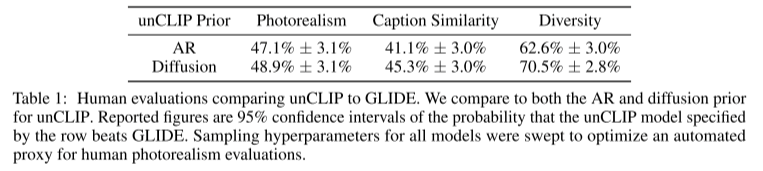 unCLIP Prior Photorealism Caption Similarity Diversity
AR 47.1% ± 3.1% 41.1% ± 3.0% 62.6% ± 3.0%
Diffusion 48.9% ± 3.1% 45.3% ± 3.0% 70.5% ± 2.8%
Table 1: Human evaluations comparing unCLIP to GLIDE. We compare to both the AR and diffusion prior
for unCLIP. Reported figures are 95% confidence intervals of the probability that the unCLIP model specified
by the row beats GLIDE. Sampling hyperparameters for all models were swept to optimize an automated
proxy for human photorealism evaluations.